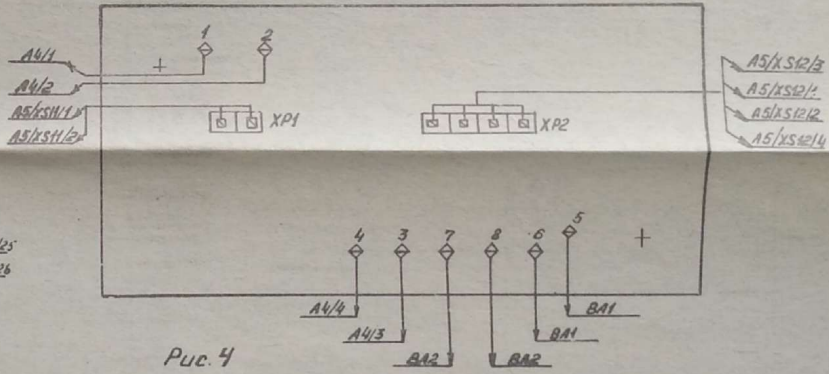 1 2
A4/1
A4/2
A5/XS11/1
A5/XS11/2
XP1
XP2
A5/XS12/3
A5/XS12/1
A5/XS12/2
A5/XS12/4
4 3 7 8 6 5
A4/4
A4/3
BA2
BA2
BA1
BA1
Рис. 4